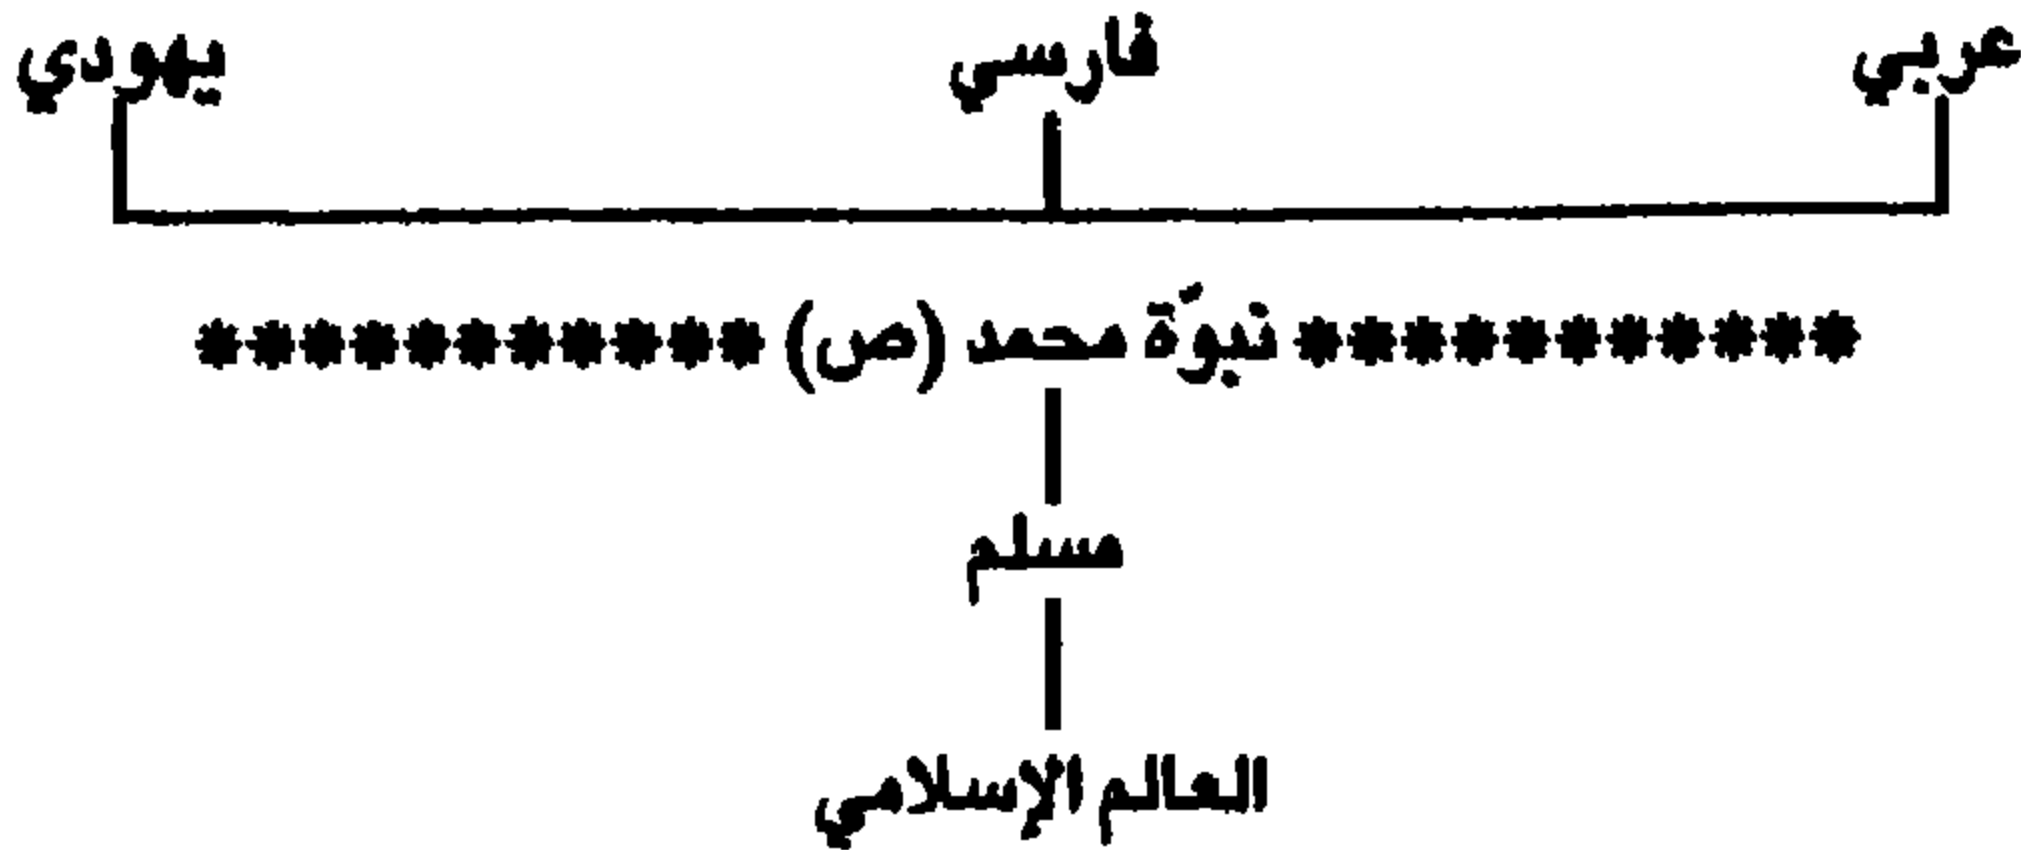 عربي فارسي يهودي
*********** نبوّة محمد (ص) ***********
مسلم
العالم الإسلامي